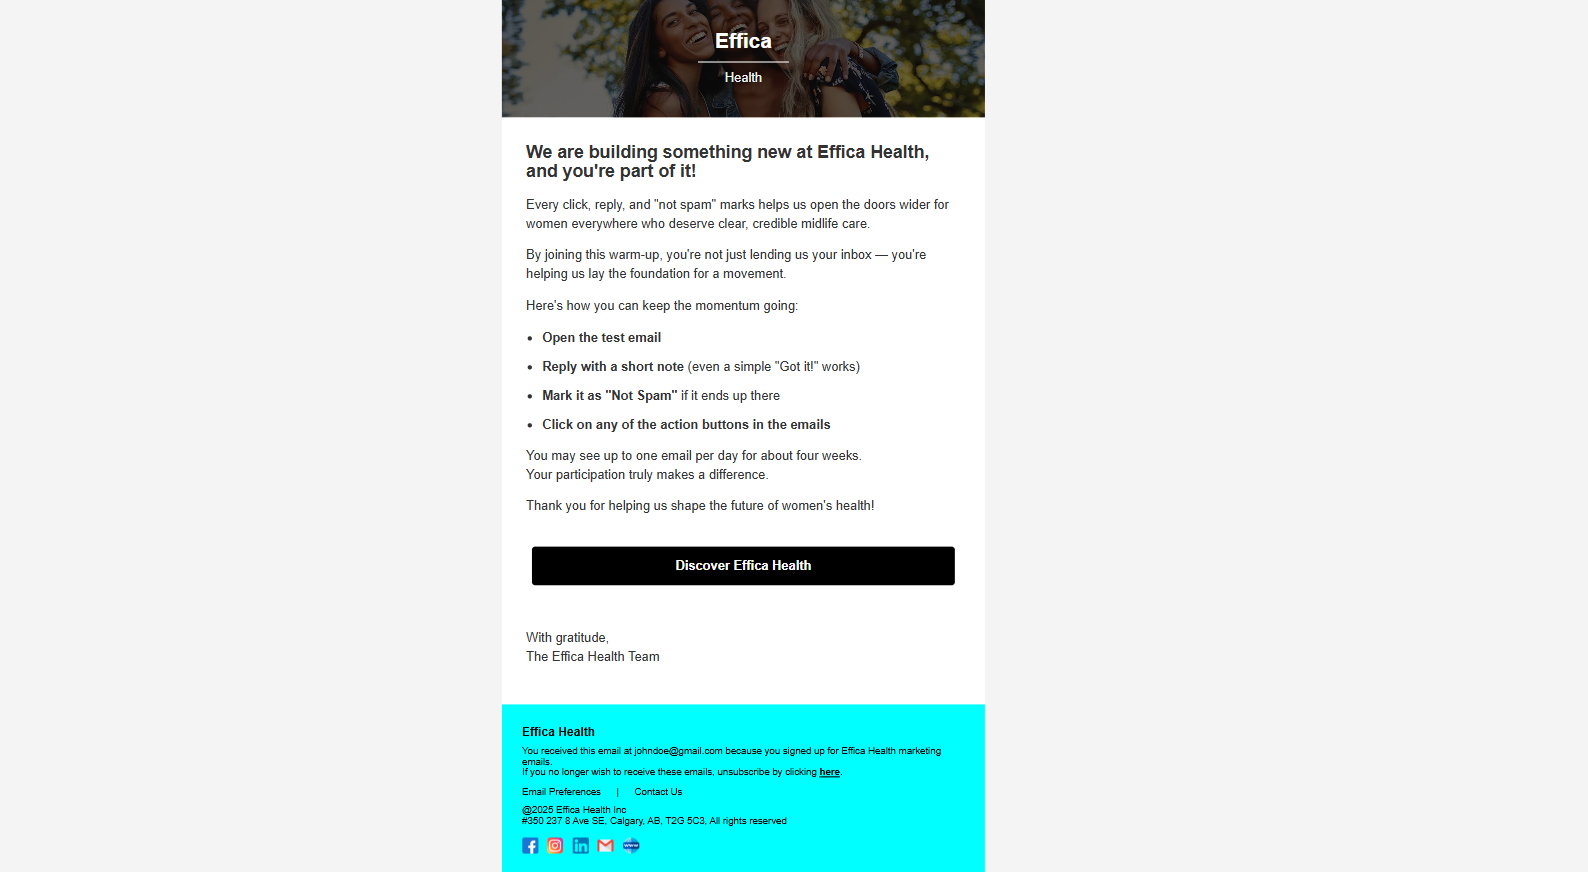 Effica
Health
We are building something new at Effica Health,
and you're part of it!
Every click, reply, and "not spam" marks helps us open the doors wider for
women everywhere who deserve clear, credible midlife care.
By joining this warm-up, you're not just lending us your inbox — you're
helping us lay the foundation for a movement.
Here's how you can keep the momentum going:
• Open the test email
• Reply with a short note (even a simple "Got it!" works)
• Mark it as "Not Spam" if it ends up there
• Click on any of the action buttons in the emails
You may see up to one email per day for about four weeks.
Your participation truly makes a difference.
Thank you for helping us shape the future of women's health!
Discover Effica Health
With gratitude,
The Effica Health Team
Effica Health
You received this email at johndoe@gmail.com because you signed up for Effica Health marketing
emails.
If you no longer wish to receive these emails, unsubscribe by clicking here.
Email Preferences | Contact Us
@2025 Effica Health Inc
#350 237 8 Ave SE, Calgary, AB, T2G 5C3, All rights reserved
www